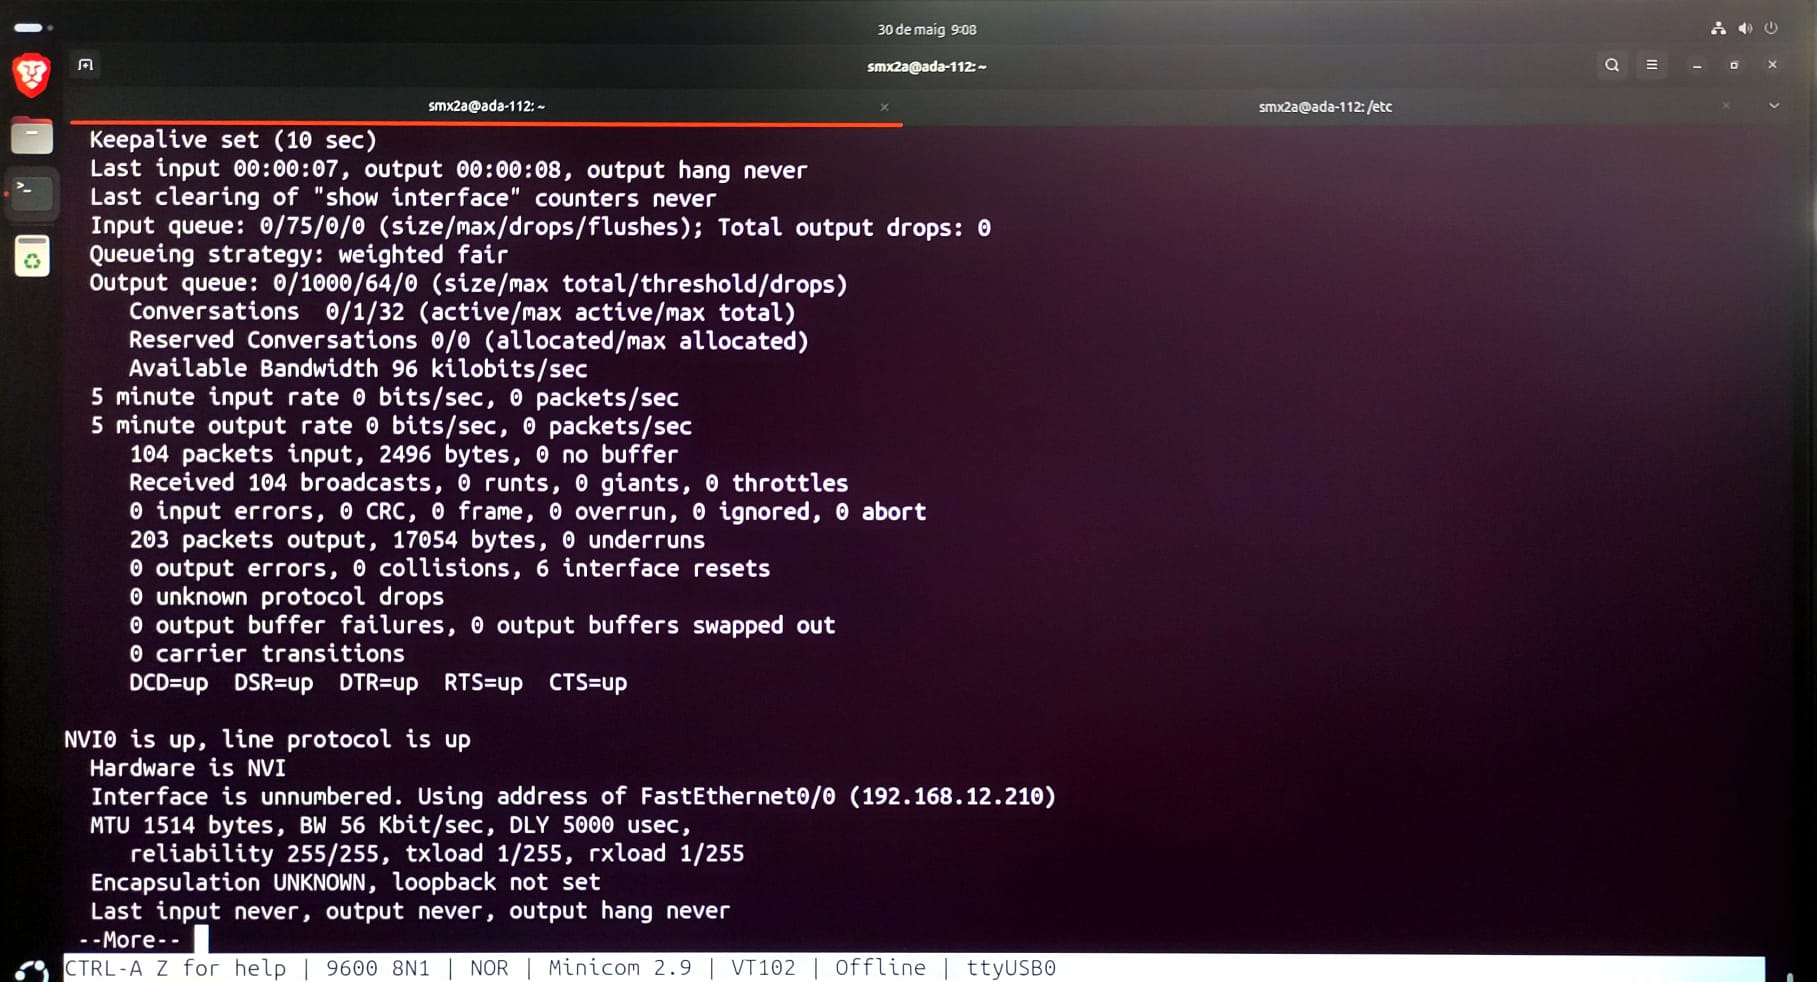 30 de maig 9:08
smx2a@ada-112: ~
smx2a@ada-112: ~
smx2a@ada-112: /etc
Keepalive set (10 sec)
Last input 00:00:07, output 00:00:08, output hang never
Last clearing of "show interface" counters never
Input queue: 0/75/0/0 (size/max/drops/flushes); Total output drops: 0
Queueing strategy: weighted fair
Output queue: 0/1000/64/0 (size/max total/threshold/drops)
Conversations 0/1/32 (active/max active/max total)
Reserved Conversations 0/0 (allocated/max allocated)
Available Bandwidth 96 kilobits/sec
5 minute input rate 0 bits/sec, 0 packets/sec
5 minute output rate 0 bits/sec, 0 packets/sec
104 packets input, 2496 bytes, 0 no buffer
Received 104 broadcasts, 0 runts, 0 giants, 0 throttles
0 input errors, 0 CRC, 0 frame, 0 overrun, 0 ignored, 0 abort
203 packets output, 17054 bytes, 0 underruns
0 output errors, 0 collisions, 6 interface resets
0 unknown protocol drops
0 output buffer failures, 0 output buffers swapped out
0 carrier transitions
DCD=up DSR=up DTR=up RTS=up CTS=up
NVI0 is up, line protocol is up
Hardware is NVI
Interface is unnumbered. Using address of FastEthernet0/0 (192.168.12.210)
MTU 1514 bytes, BW 56 Kbit/sec, DLY 5000 usec,
reliability 255/255, txload 1/255, rxload 1/255
Encapsulation UNKNOWN, loopback not set
Last input never, output never, output hang never
--More--
CTRL-A Z for help | 9600 8N1 | NOR | Minicom 2.9 | VT102 | Offline | ttyUSB0